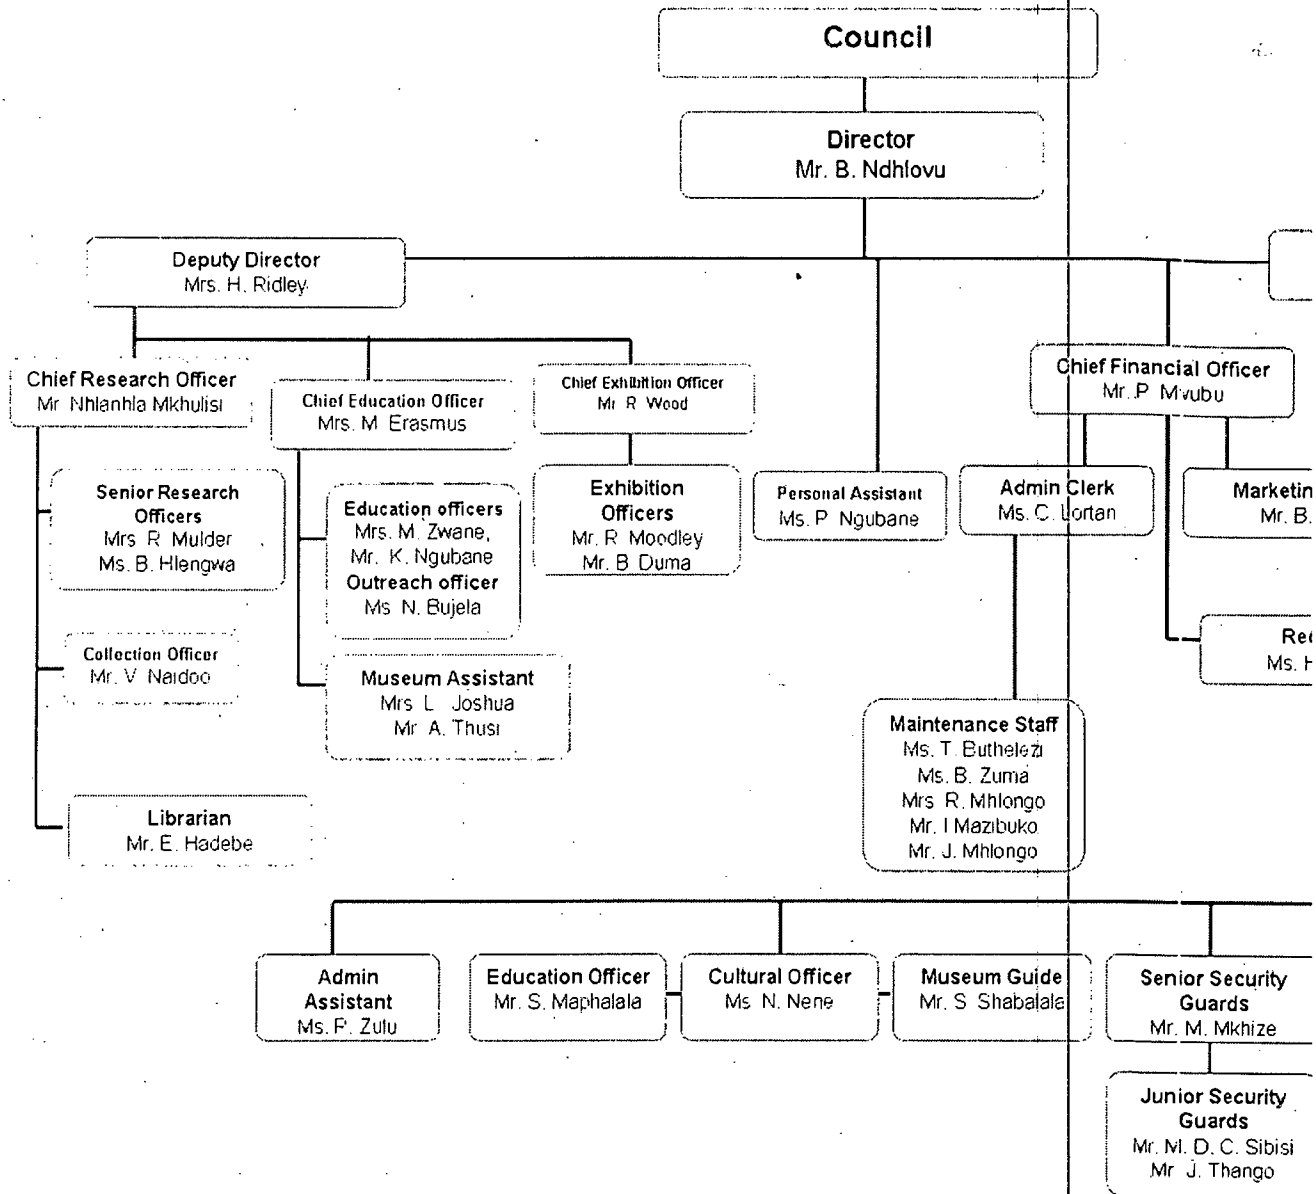 Council
Director
Mr. B. Ndhlovu
Deputy Director
Mrs. H. Ridley
Chief Research Officer
Mr Nhlanhla Mkhulisi
Chief Education Officer
Mrs. M Erasmus
Chief Exhibition Officer
Mr R Wood
Chief Financial Officer
Mr. P Mvubu
Senior Research
Officers
Mrs R Mulder
Ms. B. Hlengwa
Education officers
Mrs. M. Zwane,
Mr. K. Ngubane
Outreach officer
Ms N. Bujela
Exhibition
Officers
Mr. R Moodley
Mr. B Duma
Personal Assistant
Ms. P Ngubane
Admin Clerk
Ms. C. Lortan
Marketin
Mr. B.
Collection Officer
Mr. V Naidoo
Museum Assistant
Mrs L Joshua
Mr A. Thusi
Ms. H
Librarian
Mr. E. Hadebe
Maintenance Staff
Ms. T. Buthelezi
Ms. B. Zuma
Mrs R. Mhlongo
Mr. I Mazibuko
Mr. J. Mhlongo
Admin
Assistant
Ms. P. Zulu
Education Officer
Mr. S. Maphalala
Cultural Officer
Ms N. Nene
Museum Guide
Mr. S Shabalala
Senior Security
Guards
Mr. M. Mkhize
Junior Security
Guards
Mr. M. D. C. Sibisi
Mr J. Thango